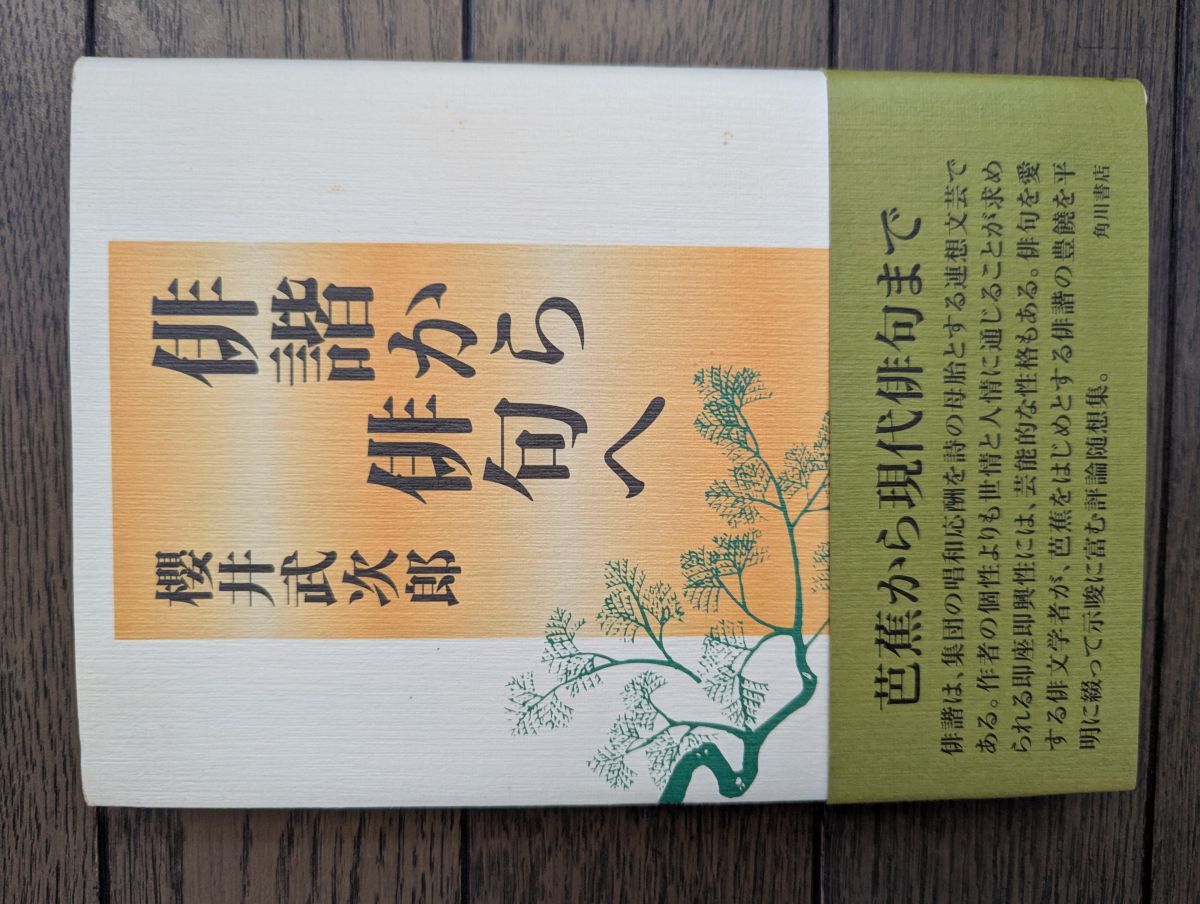 俳諧から
俳句へ
櫻井武次郎
芭蕉から現代俳句まで
俳諧は、集団の唱和応酬を詩の母胎とする連想文芸で
ある。作者の個性よりも世情と人情に通じることが求め
られる即座即興性には、芸能的な性格もある。俳句を愛
する俳文学者が、芭蕉をはじめとする俳諧の豊饒を平
明に綴って示唆に富む評論随想集。
角川書店